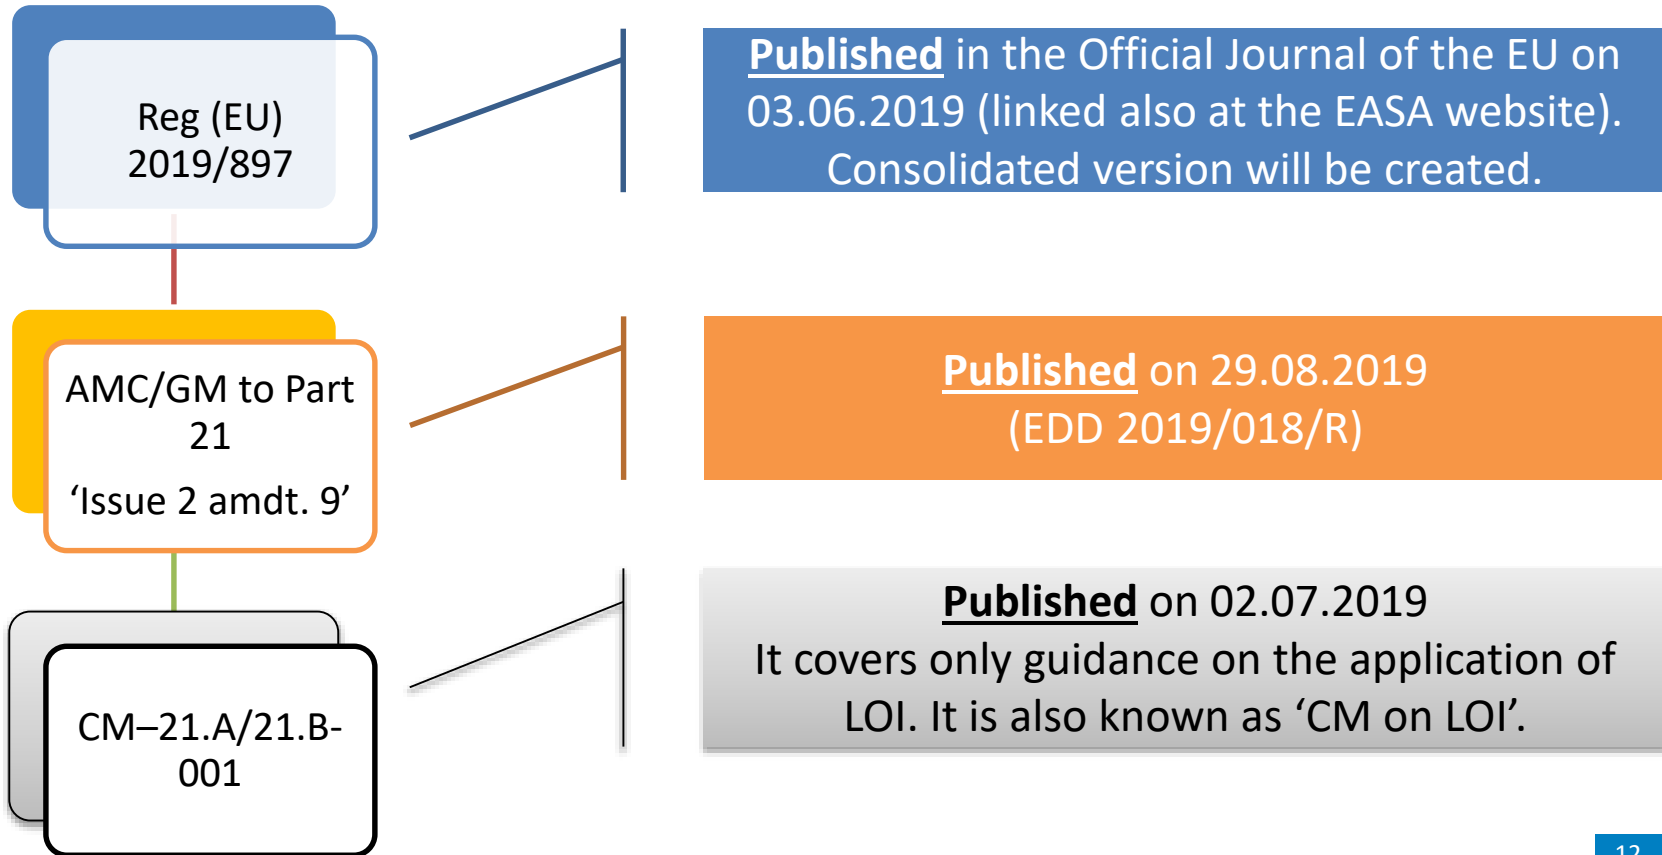 Reg (EU)
2019/897
Published in the Official Journal of the EU on
03.06.2019 (linked also at the EASA website).
Consolidated version will be created.
AMC/GM to Part
21
‘Issue 2 amdt. 9’
Published on 29.08.2019
(EDD 2019/018/R)
CM–21.A/21.B-
001
Published on 02.07.2019
It covers only guidance on the application of
LOI. It is also known as ‘CM on LOI’.
12